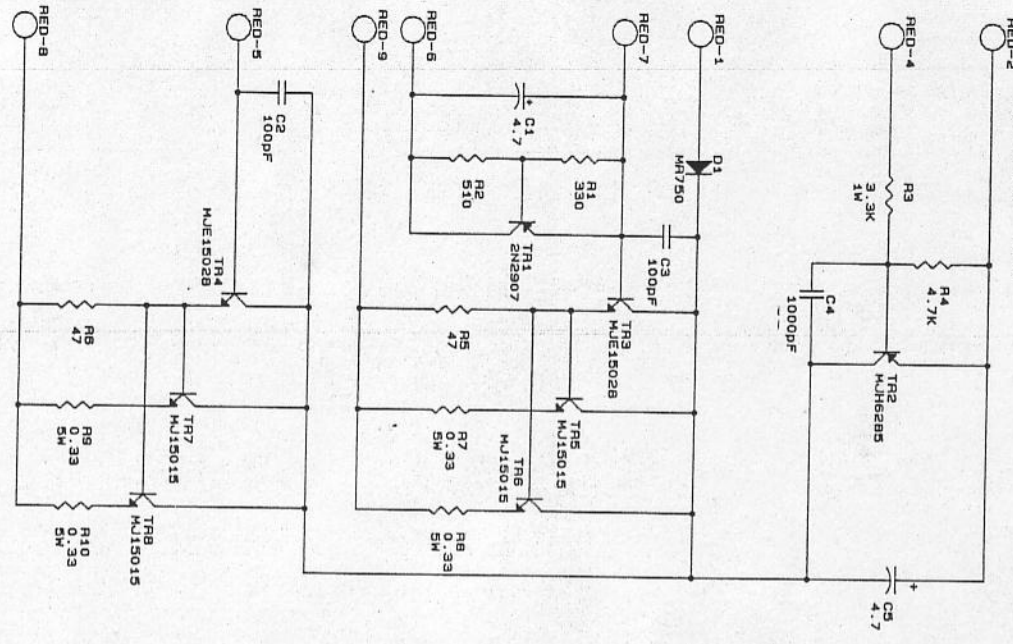 RED-8
RED-5
RED-9
RED-6
RED-7
RED-1
RED-4
RED-2
C2
100pF
C1
4.7
+
R2
510
R1
330
D1
MR750
R3
3.3K
1W
TR1
2N2907
C3
100pF
R4
4.7K
C4
1000pF
TR4
MJE15028
TR3
MJE15028
TR2
MJH6285
R6
47
R5
47
TR7
MJ15015
TR5
MJ15015
R9
0.33
5W
R7
0.33
5W
TR6
MJ15015
TR8
MJ15015
R10
0.33
5W
R8
0.33
5W
+
C5
4.7